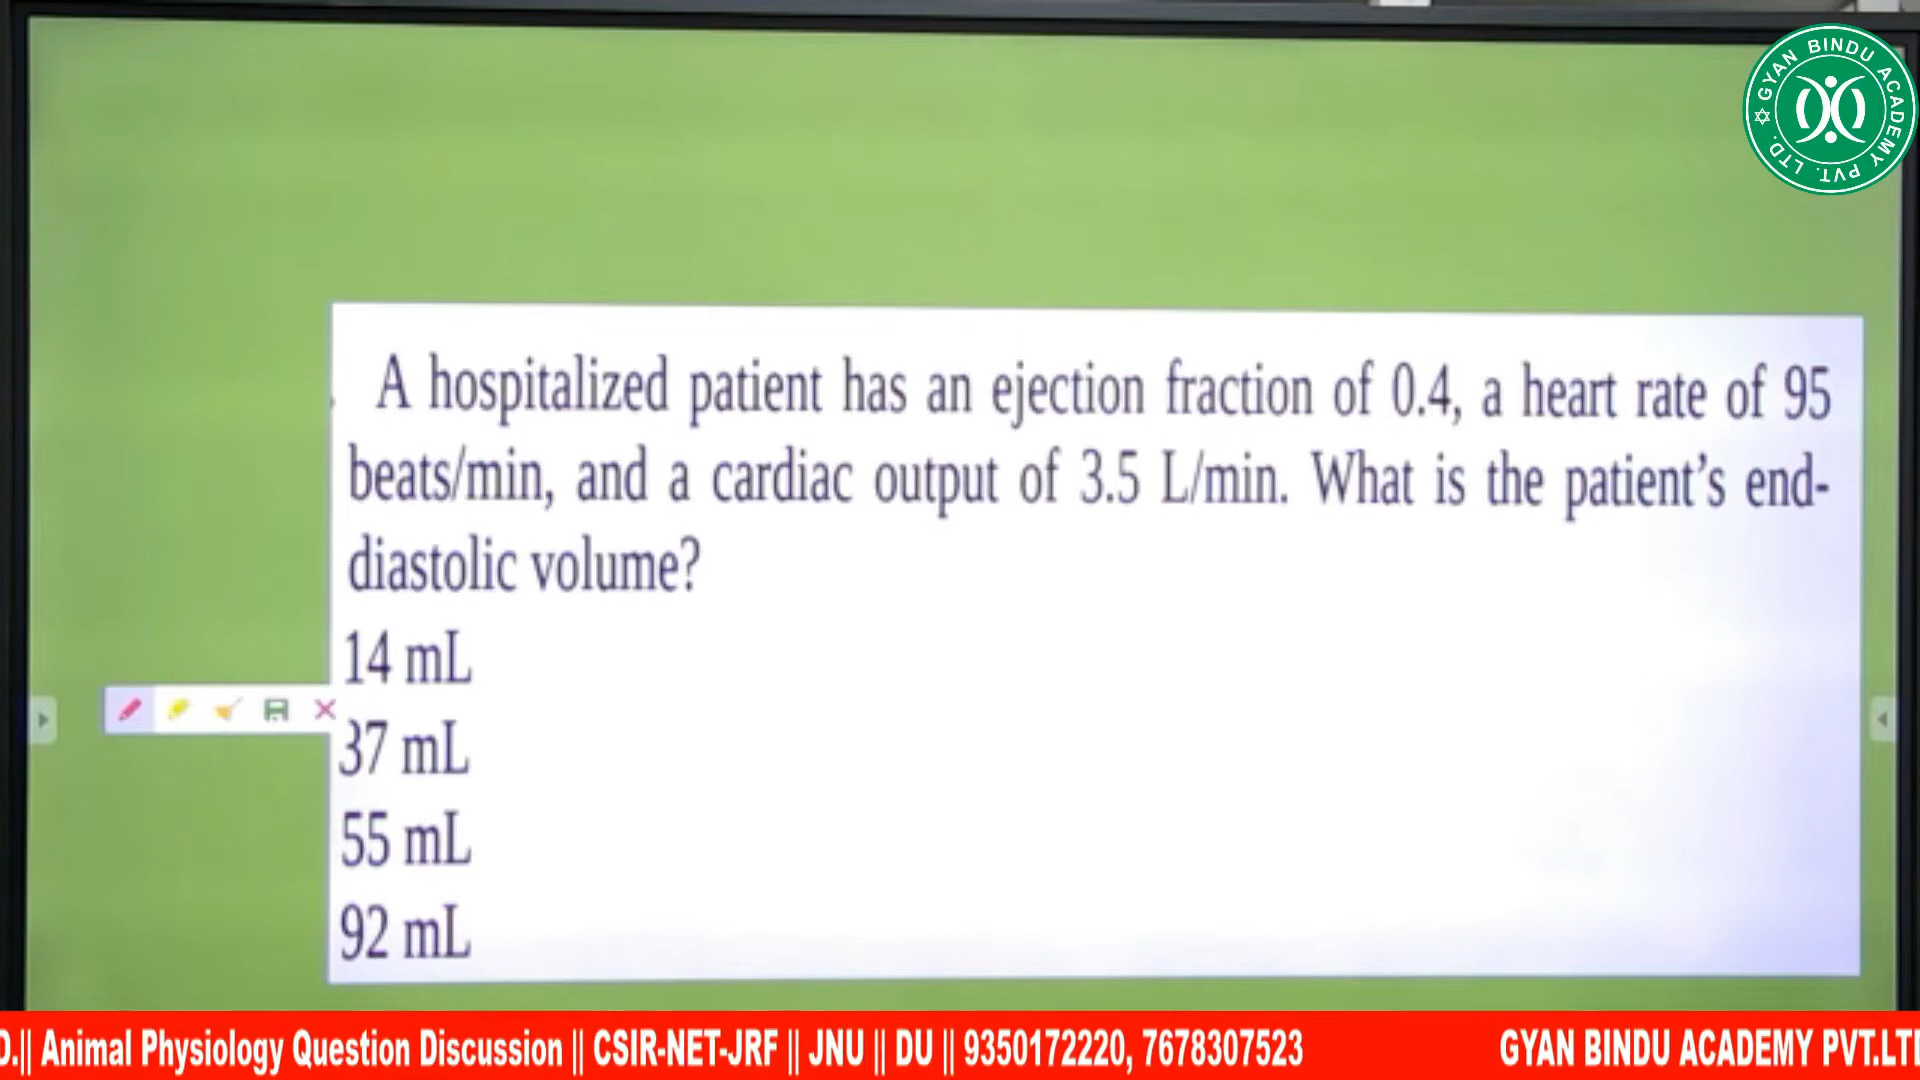 GYAN BINDU ACADEMY PVT. LTD.
A hospitalized patient has an ejection fraction of 0.4, a heart rate of 95
beats/min, and a cardiac output of 3.5 L/min. What is the patient’s end-
diastolic volume?
14 mL
37 mL
55 mL
92 mL
D.|| Animal Physiology Question Discussion || CSIR-NET-JRF || JNU || DU || 9350172220, 7678307523 GYAN BINDU ACADEMY PVT.LTD